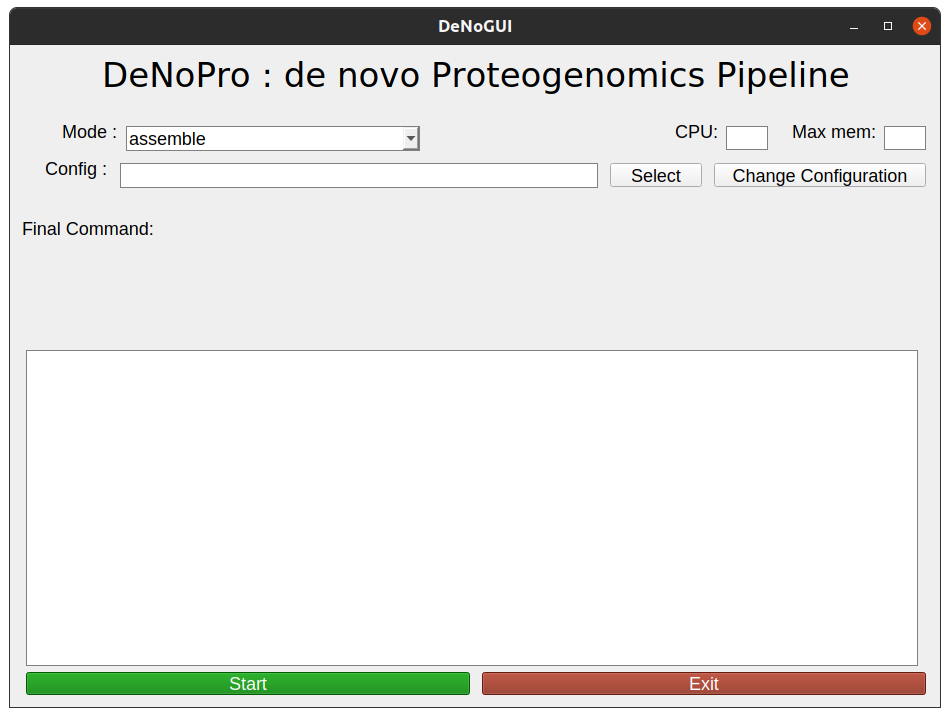 DeNoGUI
DeNoPro : de novo Proteogenomics Pipeline
Mode : assemble CPU: Max mem:
Config : Select Change Configuration
Final Command:
Start Exit